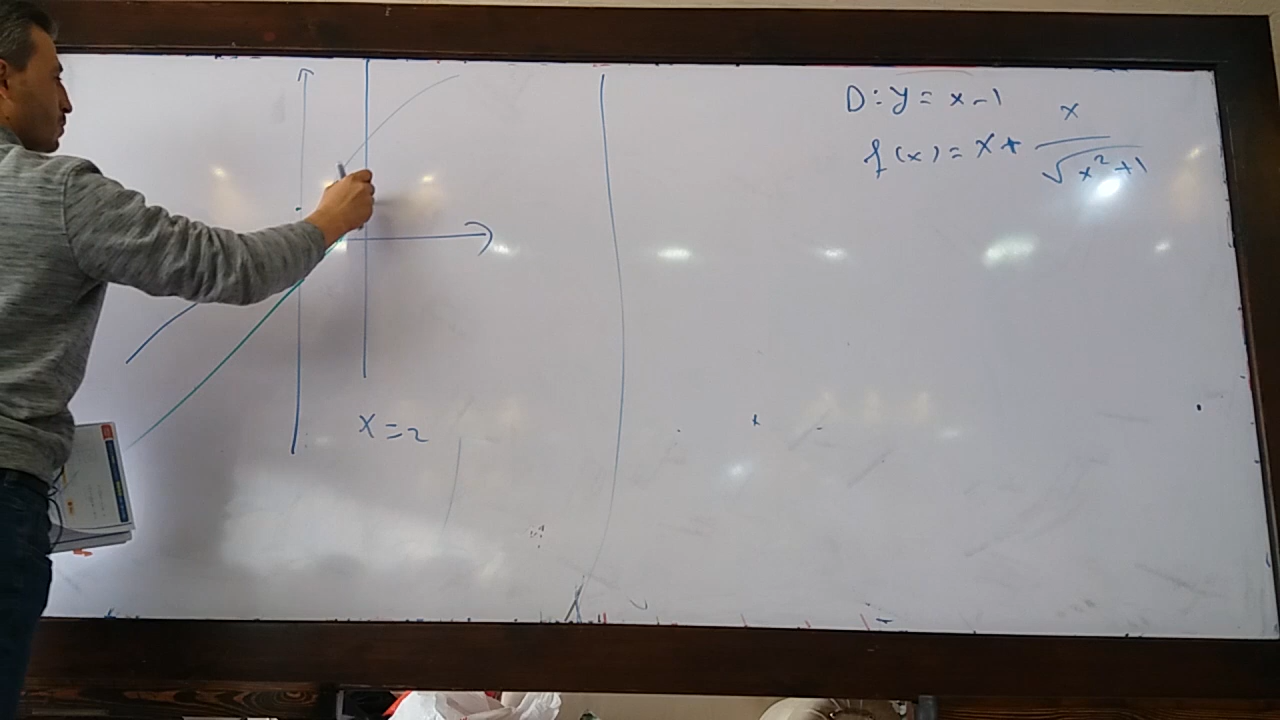 D: y = x - 1
f(x) = x + x / √(x² + 1)
x = 2